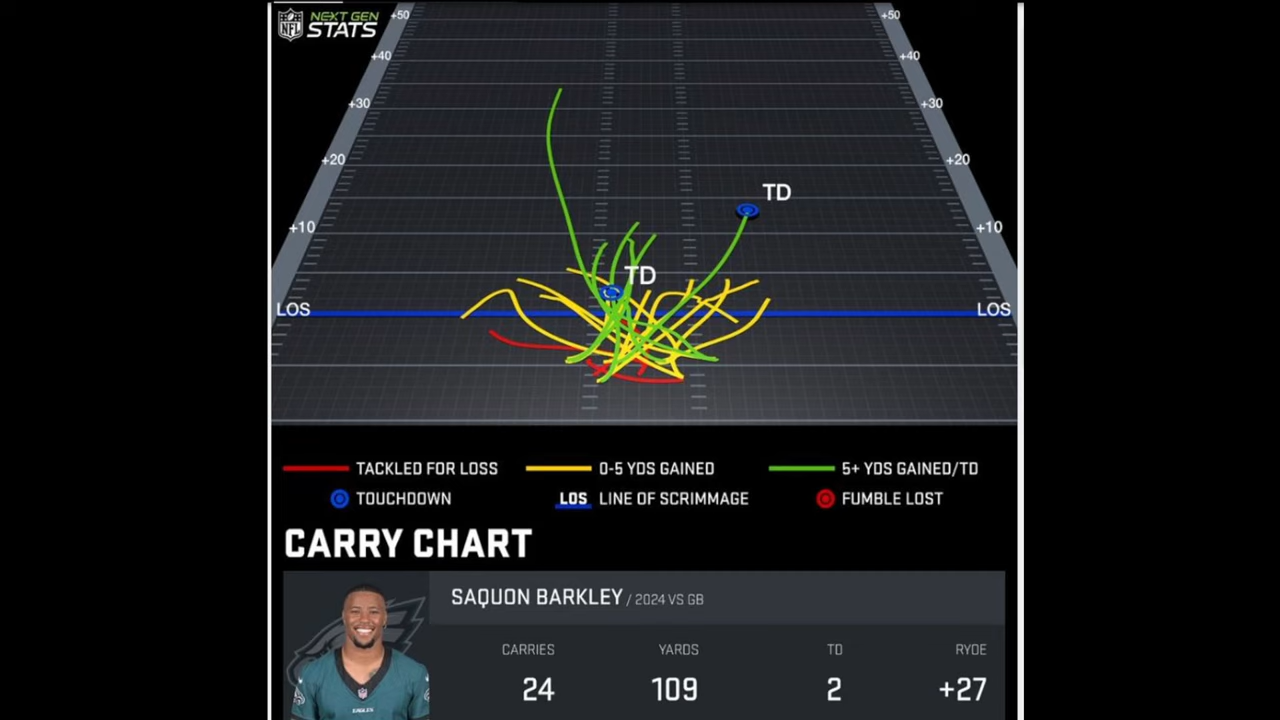 NFL NEXT GEN STATS
+50 +50
+40 +40
+30 +30
+20 +20
TD
+10 +10
TD
LOS LOS
TACKLED FOR LOSS 0-5 YDS GAINED 5+ YDS GAINED/TD
TOUCHDOWN LOS LINE OF SCRIMMAGE FUMBLE LOST
CARRY CHART
SAQUON BARKLEY / 2024 VS GB
CARRIES YARDS TD RYOE
24 109 2 +27
EAGLES